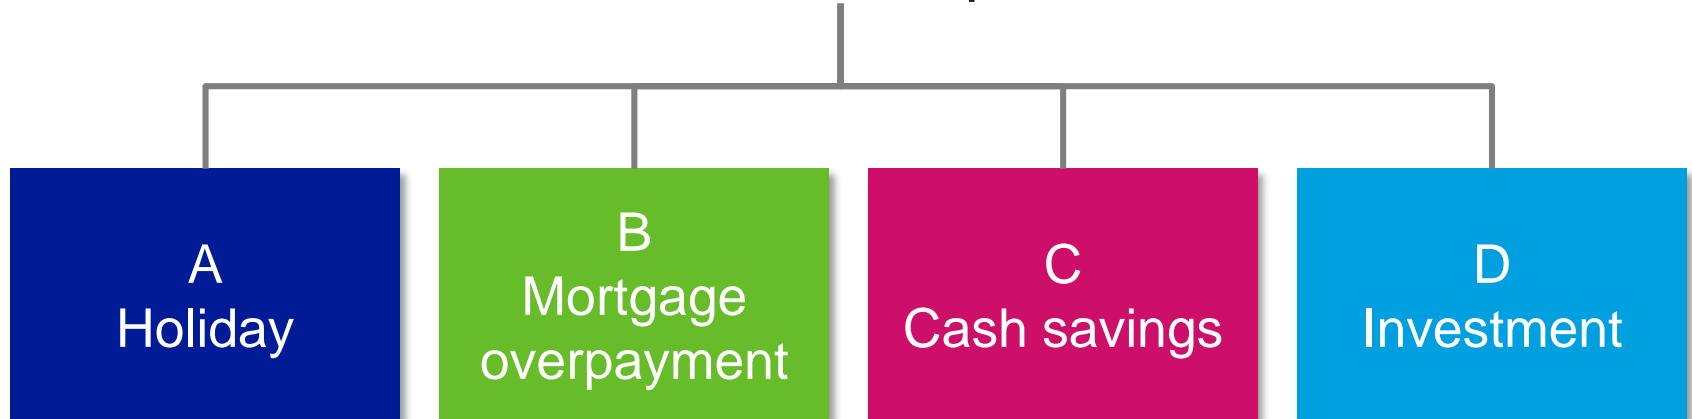 A
Holiday
B
Mortgage
overpayment
C
Cash savings
D
Investment